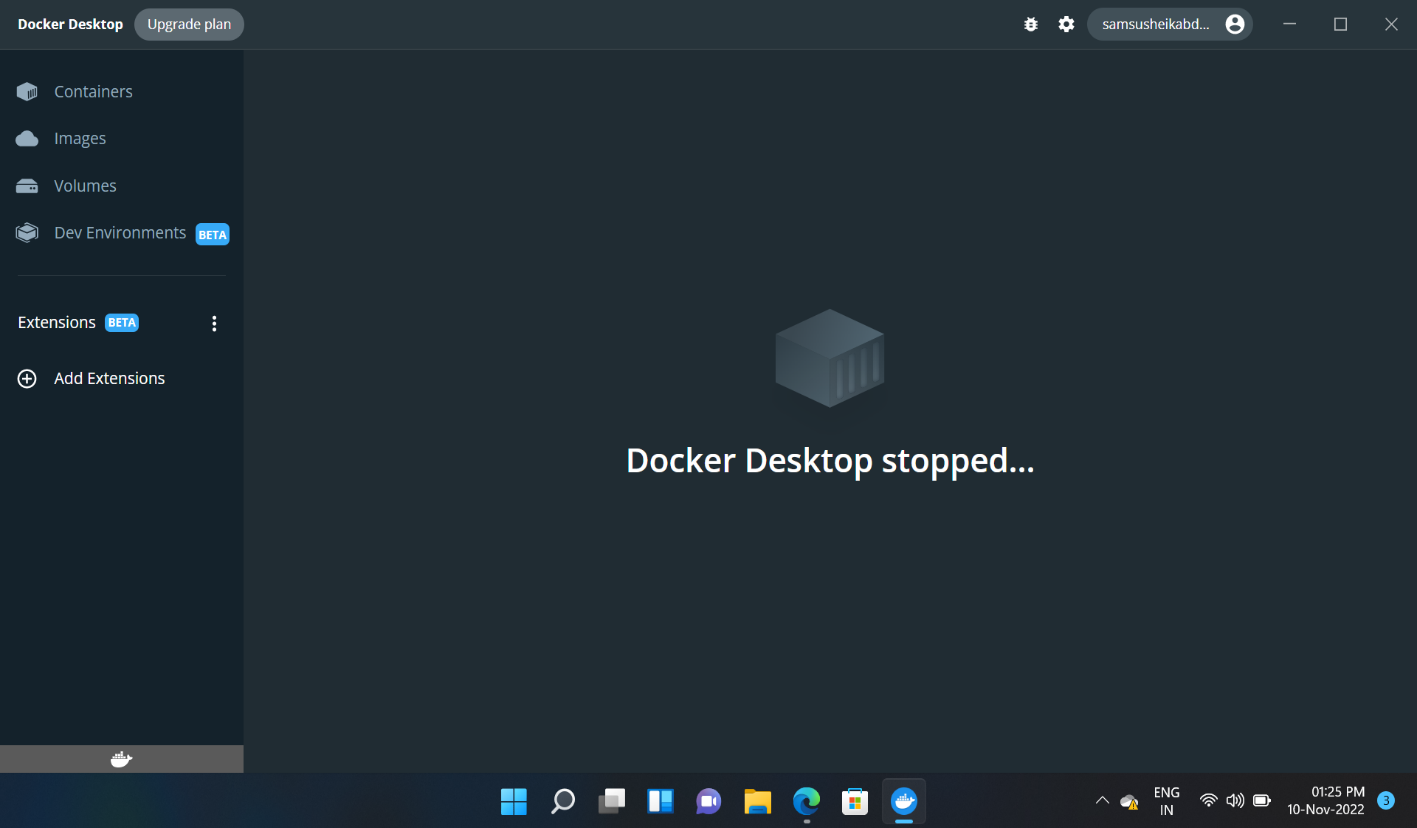 Docker Desktop
Upgrade plan
samsusheikabd...
Containers
Images
Volumes
Dev Environments BETA
Extensions BETA
Add Extensions
Docker Desktop stopped...
ENG
IN
01:25 PM
10-Nov-2022
3